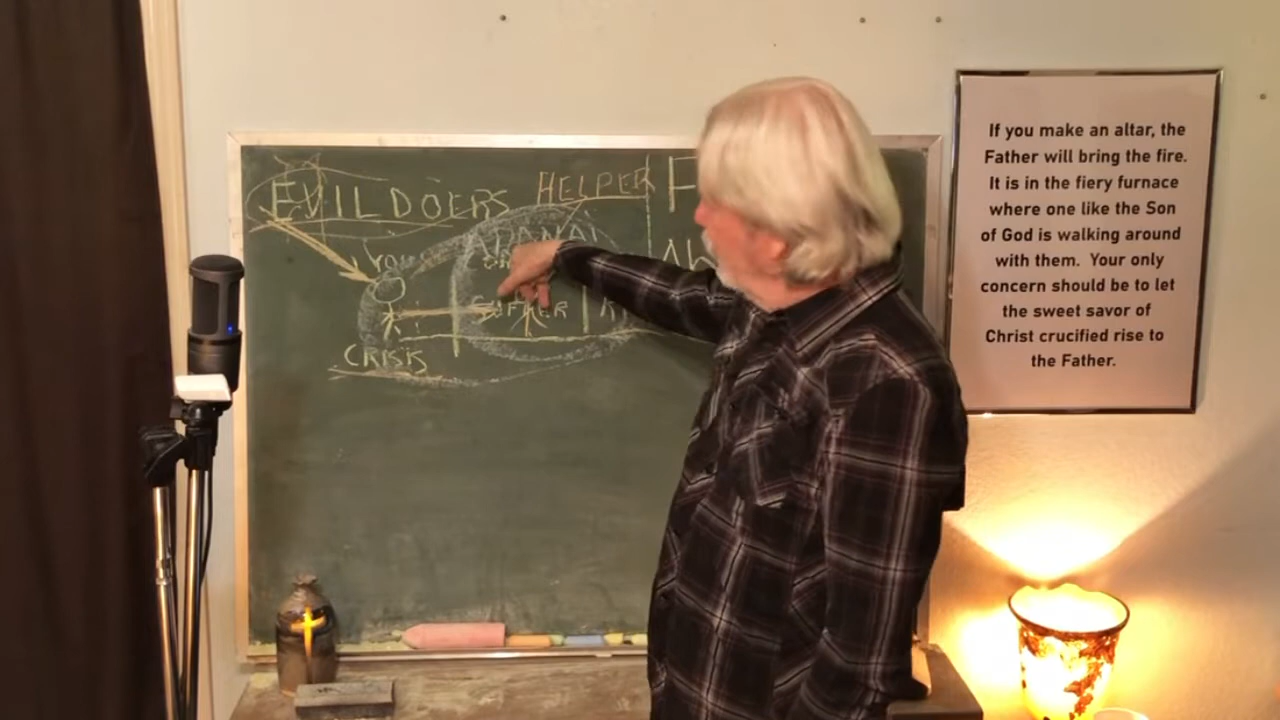 EVIL DOERS
HELPER
ADANAI
YOU
CRISIS
If you make an altar, the
Father will bring the fire.
It is in the fiery furnace
where one like the Son
of God is walking around
with them. Your only
concern should be to let
the sweet savor of
Christ crucified rise to
the Father.